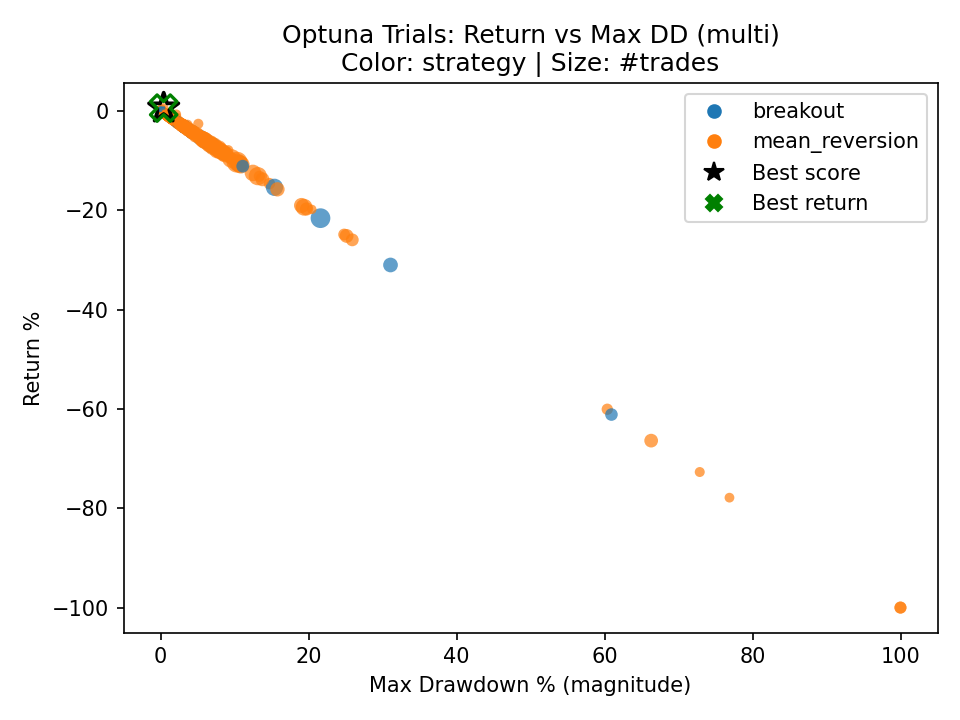 Optuna Trials: Return vs Max DD (multi)
Color: strategy | Size: #trades
breakout
mean_reversion
Best score
Best return
Return %
0
−20
−40
−60
−80
−100
0
20
40
60
80
100
Max Drawdown % (magnitude)